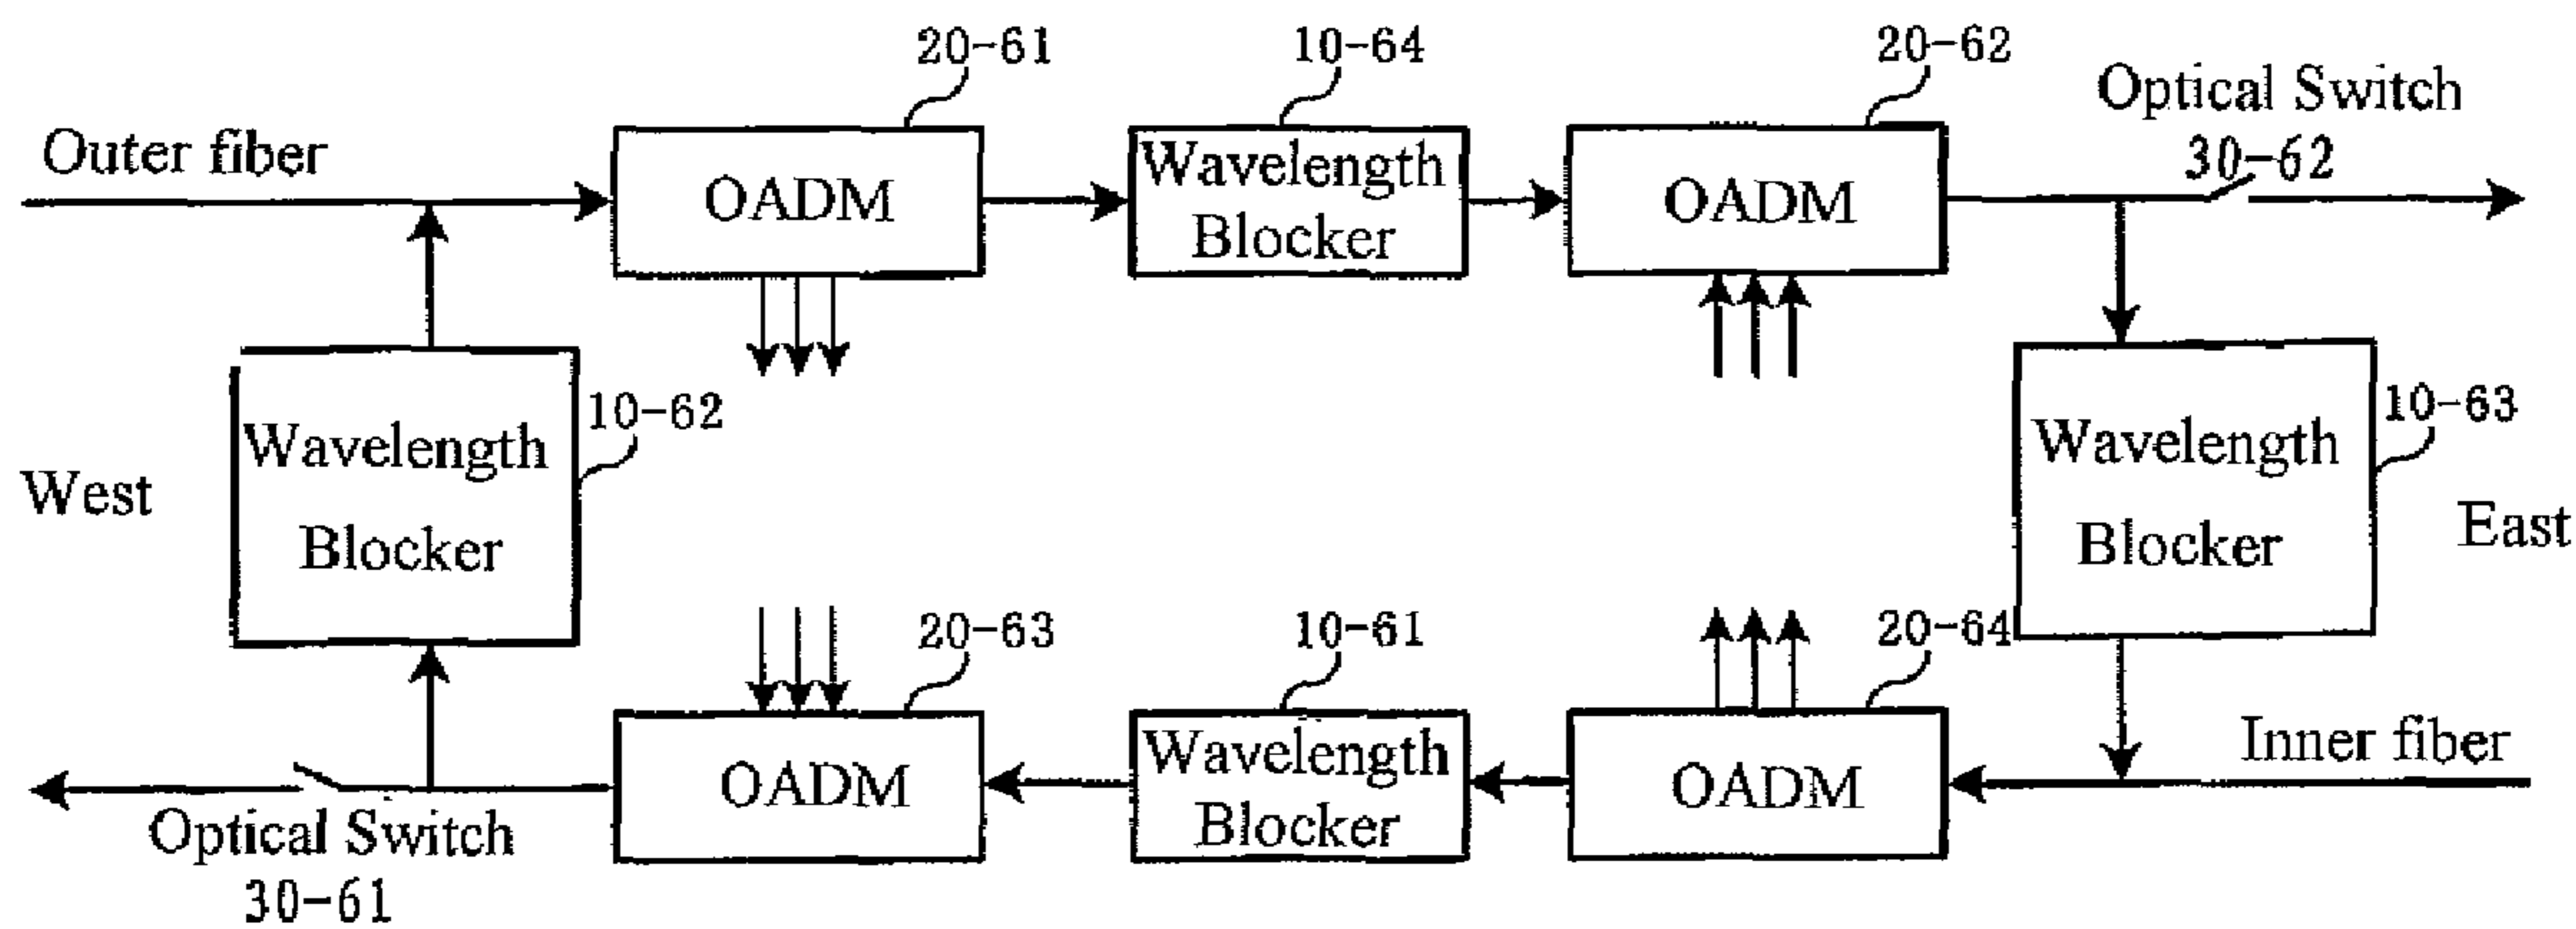 20-61
10-64
20-62
Optical Switch
30-62
Outer fiber
OADM
Wavelength
Blocker
OADM
10-62
10-63
Wavelength
Blocker
Wavelength
Blocker
West
East
20-63
10-61
20-64
Inner fiber
OADM
Wavelength
Blocker
OADM
Optical Switch
30-61